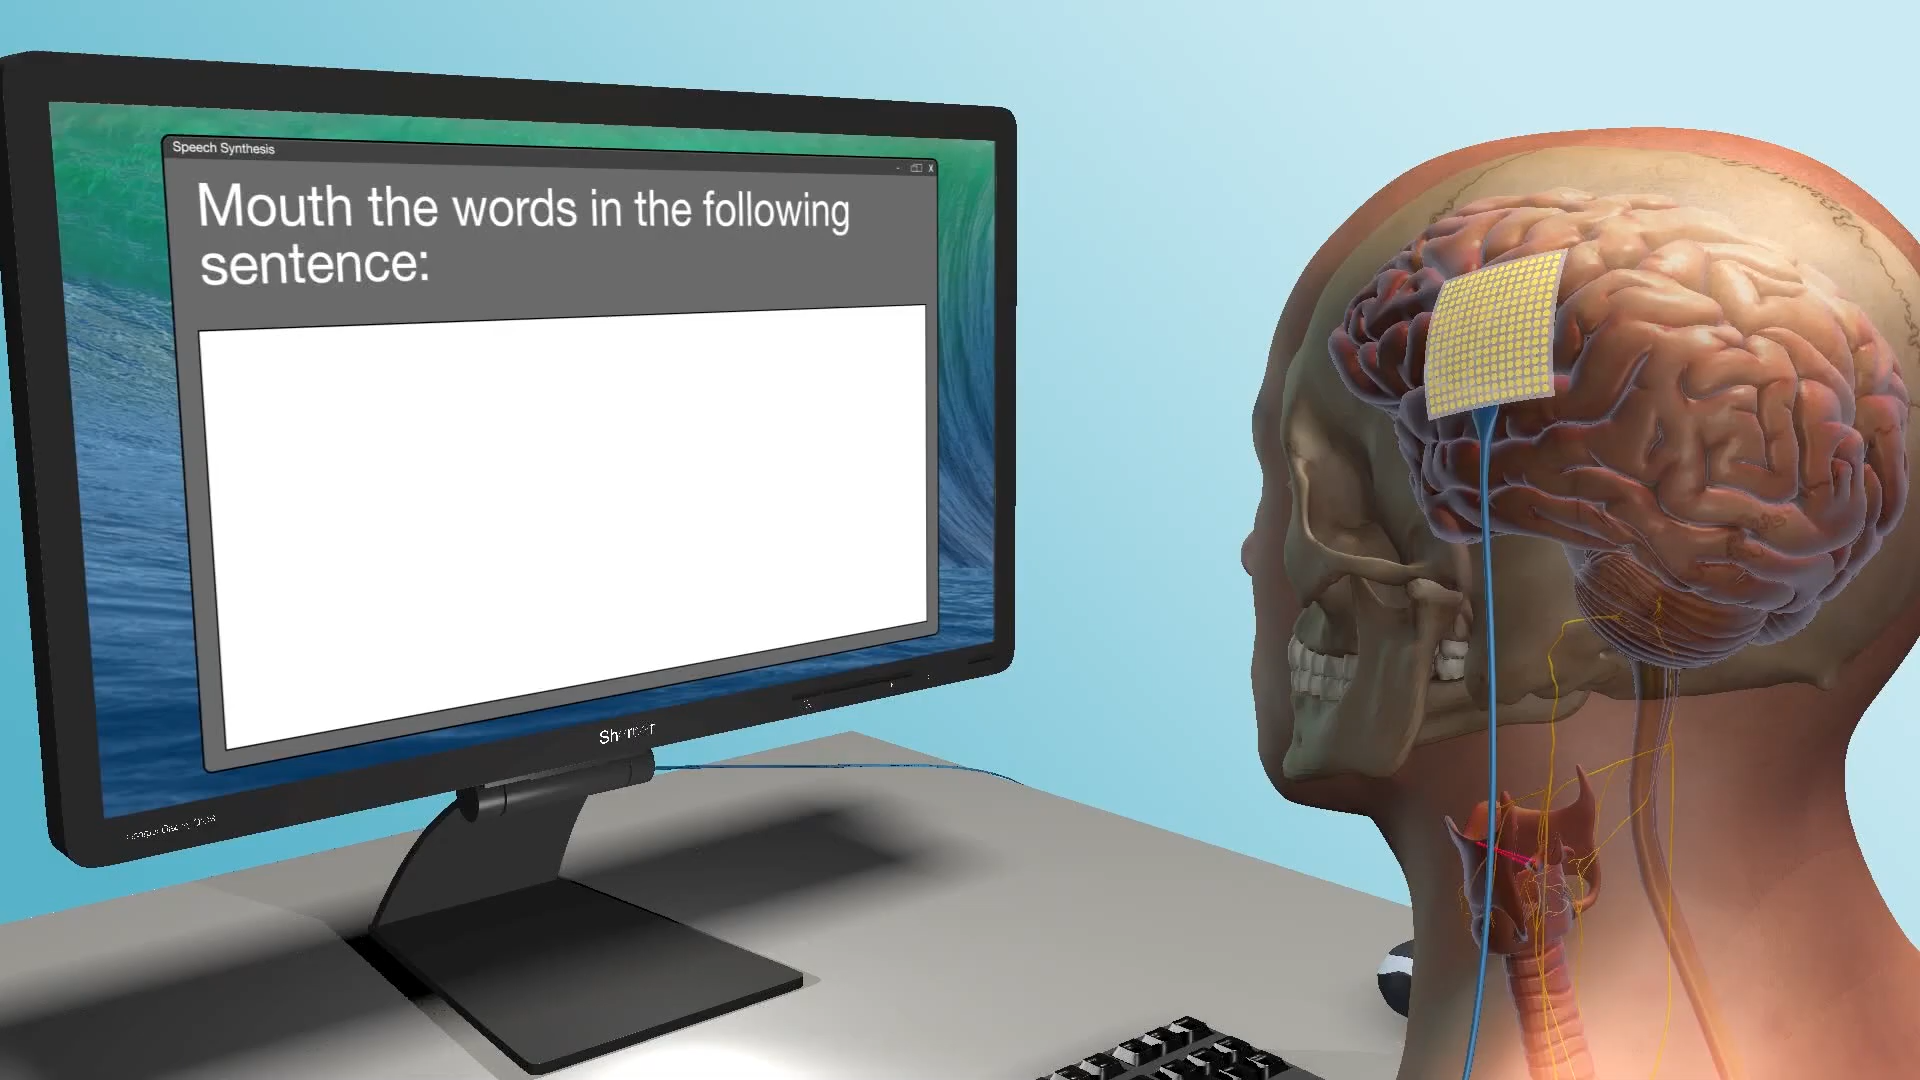 Speech Synthesis
Mouth the words in the following
sentence: